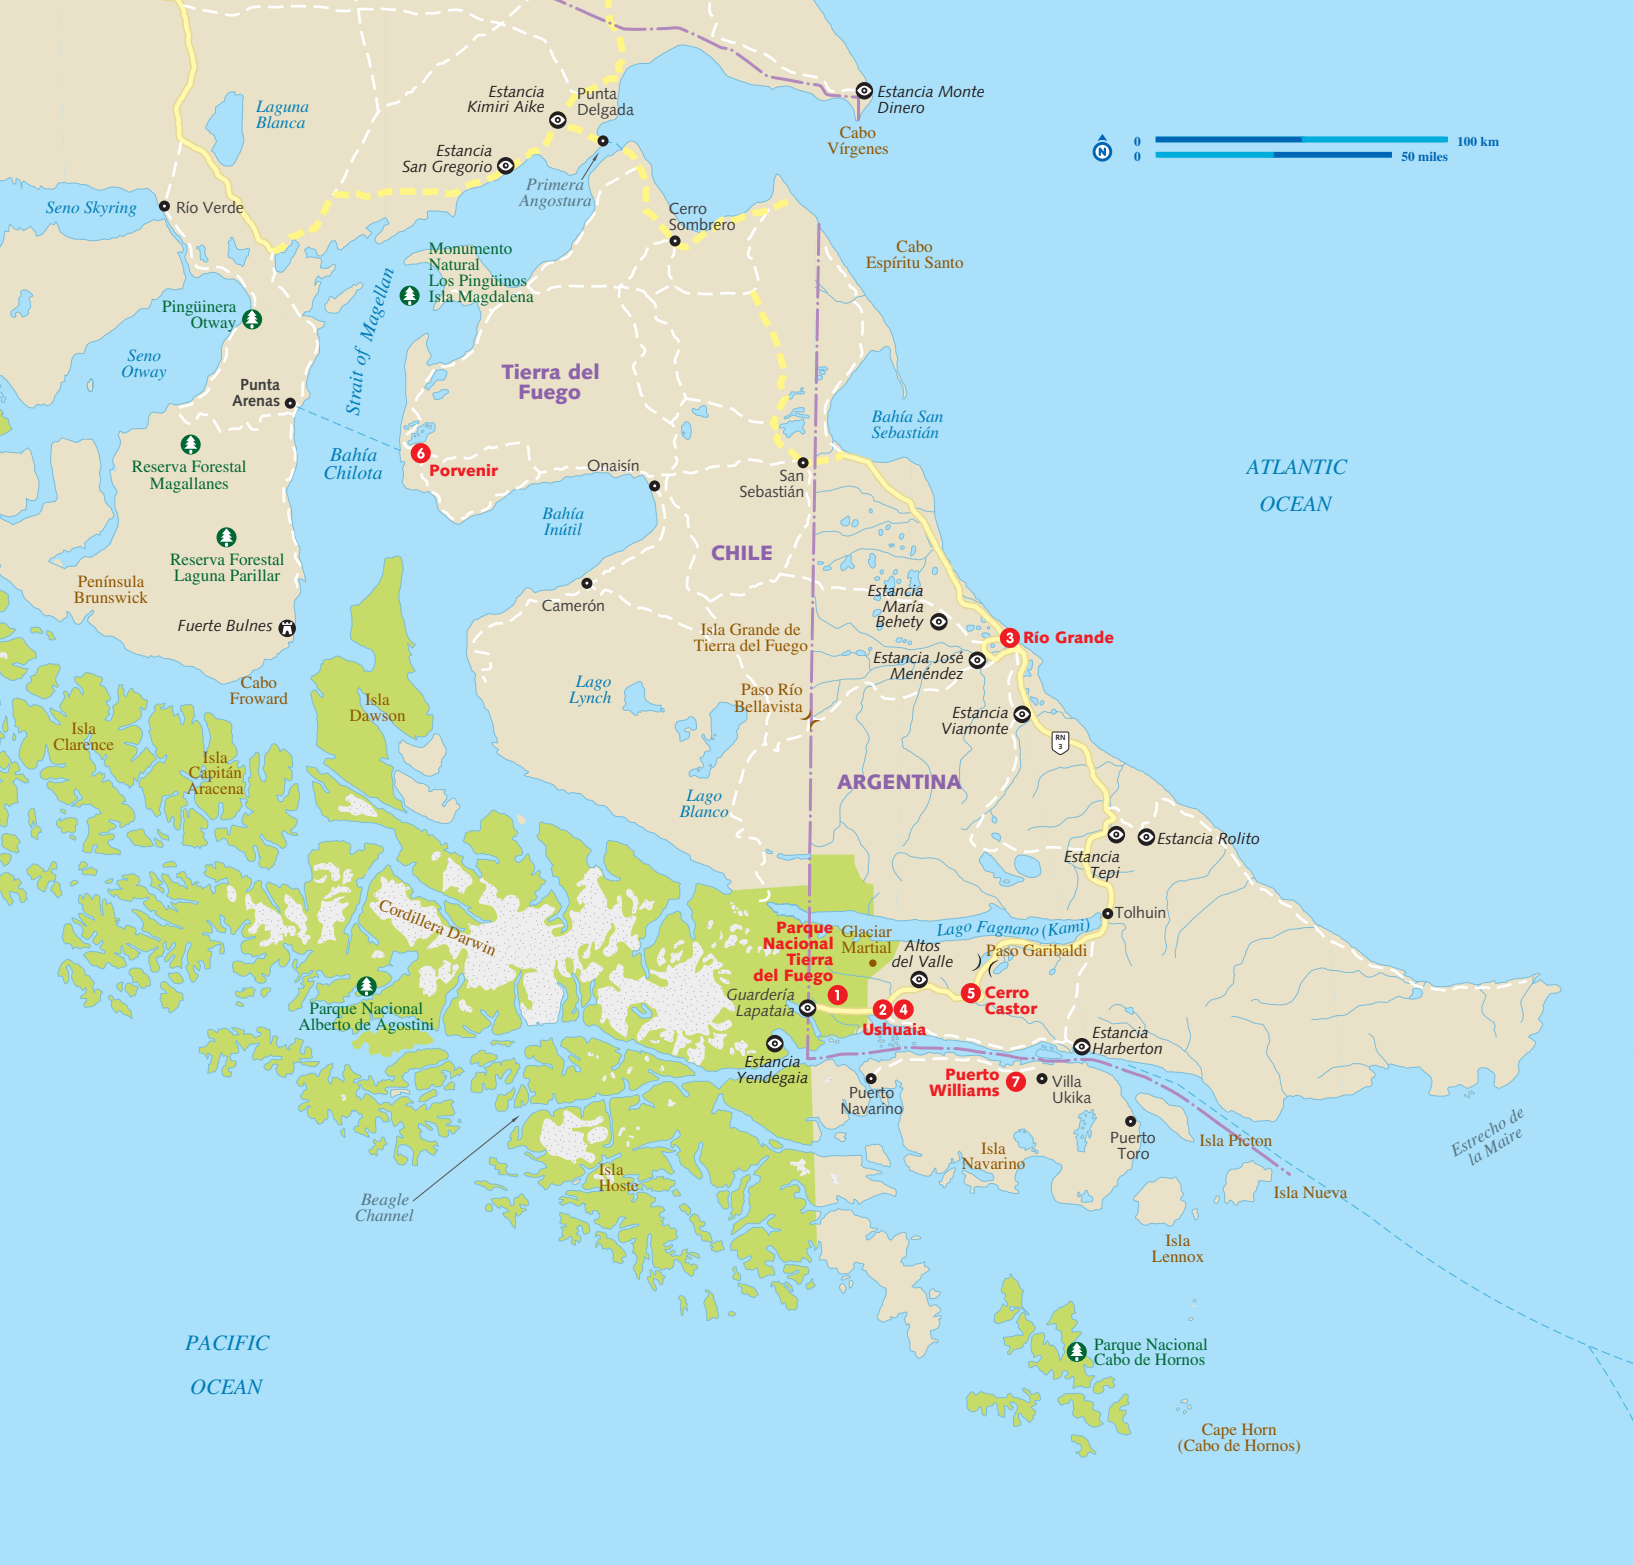 Estancia
Kimiri Aike
Punta
Delgada
Estancia Monte
Dinero
Laguna
Blanca
Cabo
Vírgenes
0
100 km
N
0
50 miles
Estancia
San Gregorio
Primera
Angostura
Seno Skyring
Río Verde
Cerro
Sombrero
Monumento
Natural
Los Pingüinos
Isla Magdalena
Cabo
Espíritu Santo
Pingüinera
Otway
Strait of Magellan
Seno
Otway
Tierra del
Fuego
Punta
Arenas
Bahía San
Sebastián
Bahía
Chilota
6
Porvenir
Onaisín
San
Sebastián
ATLANTIC
OCEAN
Reserva Forestal
Magallanes
Bahía
Inútil
CHILE
Reserva Forestal
Laguna Parillar
Península
Brunswick
Camerón
Estancia
María
Behety
Fuerte Bulnes
Isla Grande de
Tierra del Fuego
3
Río Grande
Estancia José
Menéndez
Cabo
Froward
Isla
Dawson
Lago
Lynch
Paso Río
Bellavista
Estancia
Viamonte
RN
3
Isla
Clarence
Isla
Capitán
Aracena
ARGENTINA
Lago
Blanco
Estancia
Tepi
Estancia Rolito
Cordillera Darwin
Tolhuin
Parque
Nacional
Tierra
del Fuego
1
Glaciar
Martial
Lago Fagnano (Kami)
Altos
del Valle
Paso Garibaldi
Guardería
Lapataia
2
4
Ushuaia
5
Cerro
Castor
Parque Nacional
Alberto de Agostini
Estancia
Yendegaia
Estancia
Harberton
Puerto
Navarino
Puerto
Williams
7
Villa
Ukika
Puerto
Toro
Isla Picton
Estrecho de
la Maire
Isla
Navarino
Isla
Hoste
Isla Nueva
Beagle
Channel
Isla
Lennox
PACIFIC
OCEAN
Parque Nacional
Cabo de Hornos
Cape Horn
(Cabo de Hornos)